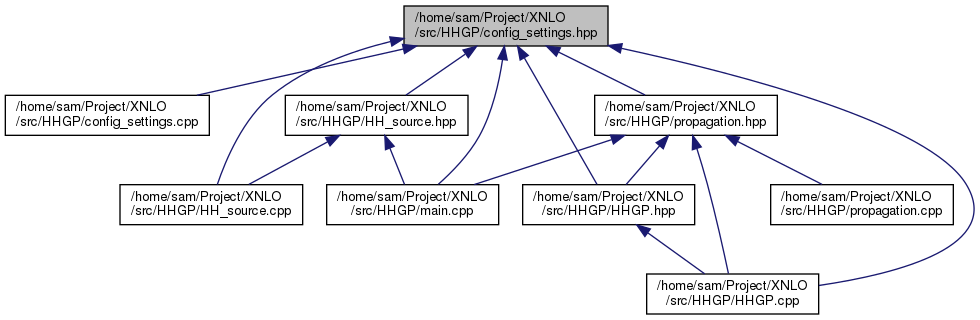 /home/sam/Project/XNLO
/src/HHGP/config_settings.hpp
/home/sam/Project/XNLO
/src/HHGP/config_settings.cpp
/home/sam/Project/XNLO
/src/HHGP/HH_source.hpp
/home/sam/Project/XNLO
/src/HHGP/propagation.hpp
/home/sam/Project/XNLO
/src/HHGP/HH_source.cpp
/home/sam/Project/XNLO
/src/HHGP/main.cpp
/home/sam/Project/XNLO
/src/HHGP/HHGP.hpp
/home/sam/Project/XNLO
/src/HHGP/propagation.cpp
/home/sam/Project/XNLO
/src/HHGP/HHGP.cpp